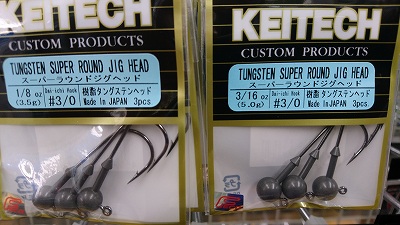 KEITECH
CUSTOM PRODUCTS
TUNGSTEN SUPER ROUND JIG HEAD
スーパーラウンドジグヘッド
1/8 oz
(3.5g)
Dai-ichi Hook
#3/0
樹脂タングステンヘッド
Made In JAPAN 3pcs
KEITECH
CUSTOM PRODUCTS
TUNGSTEN SUPER ROUND JIG HEAD
スーパーラウンドジグヘッド
3/16 oz
(5.0g)
Dai-ichi Hook
#3/0
樹脂タングステンヘッド
Made In JAPAN 3pcs